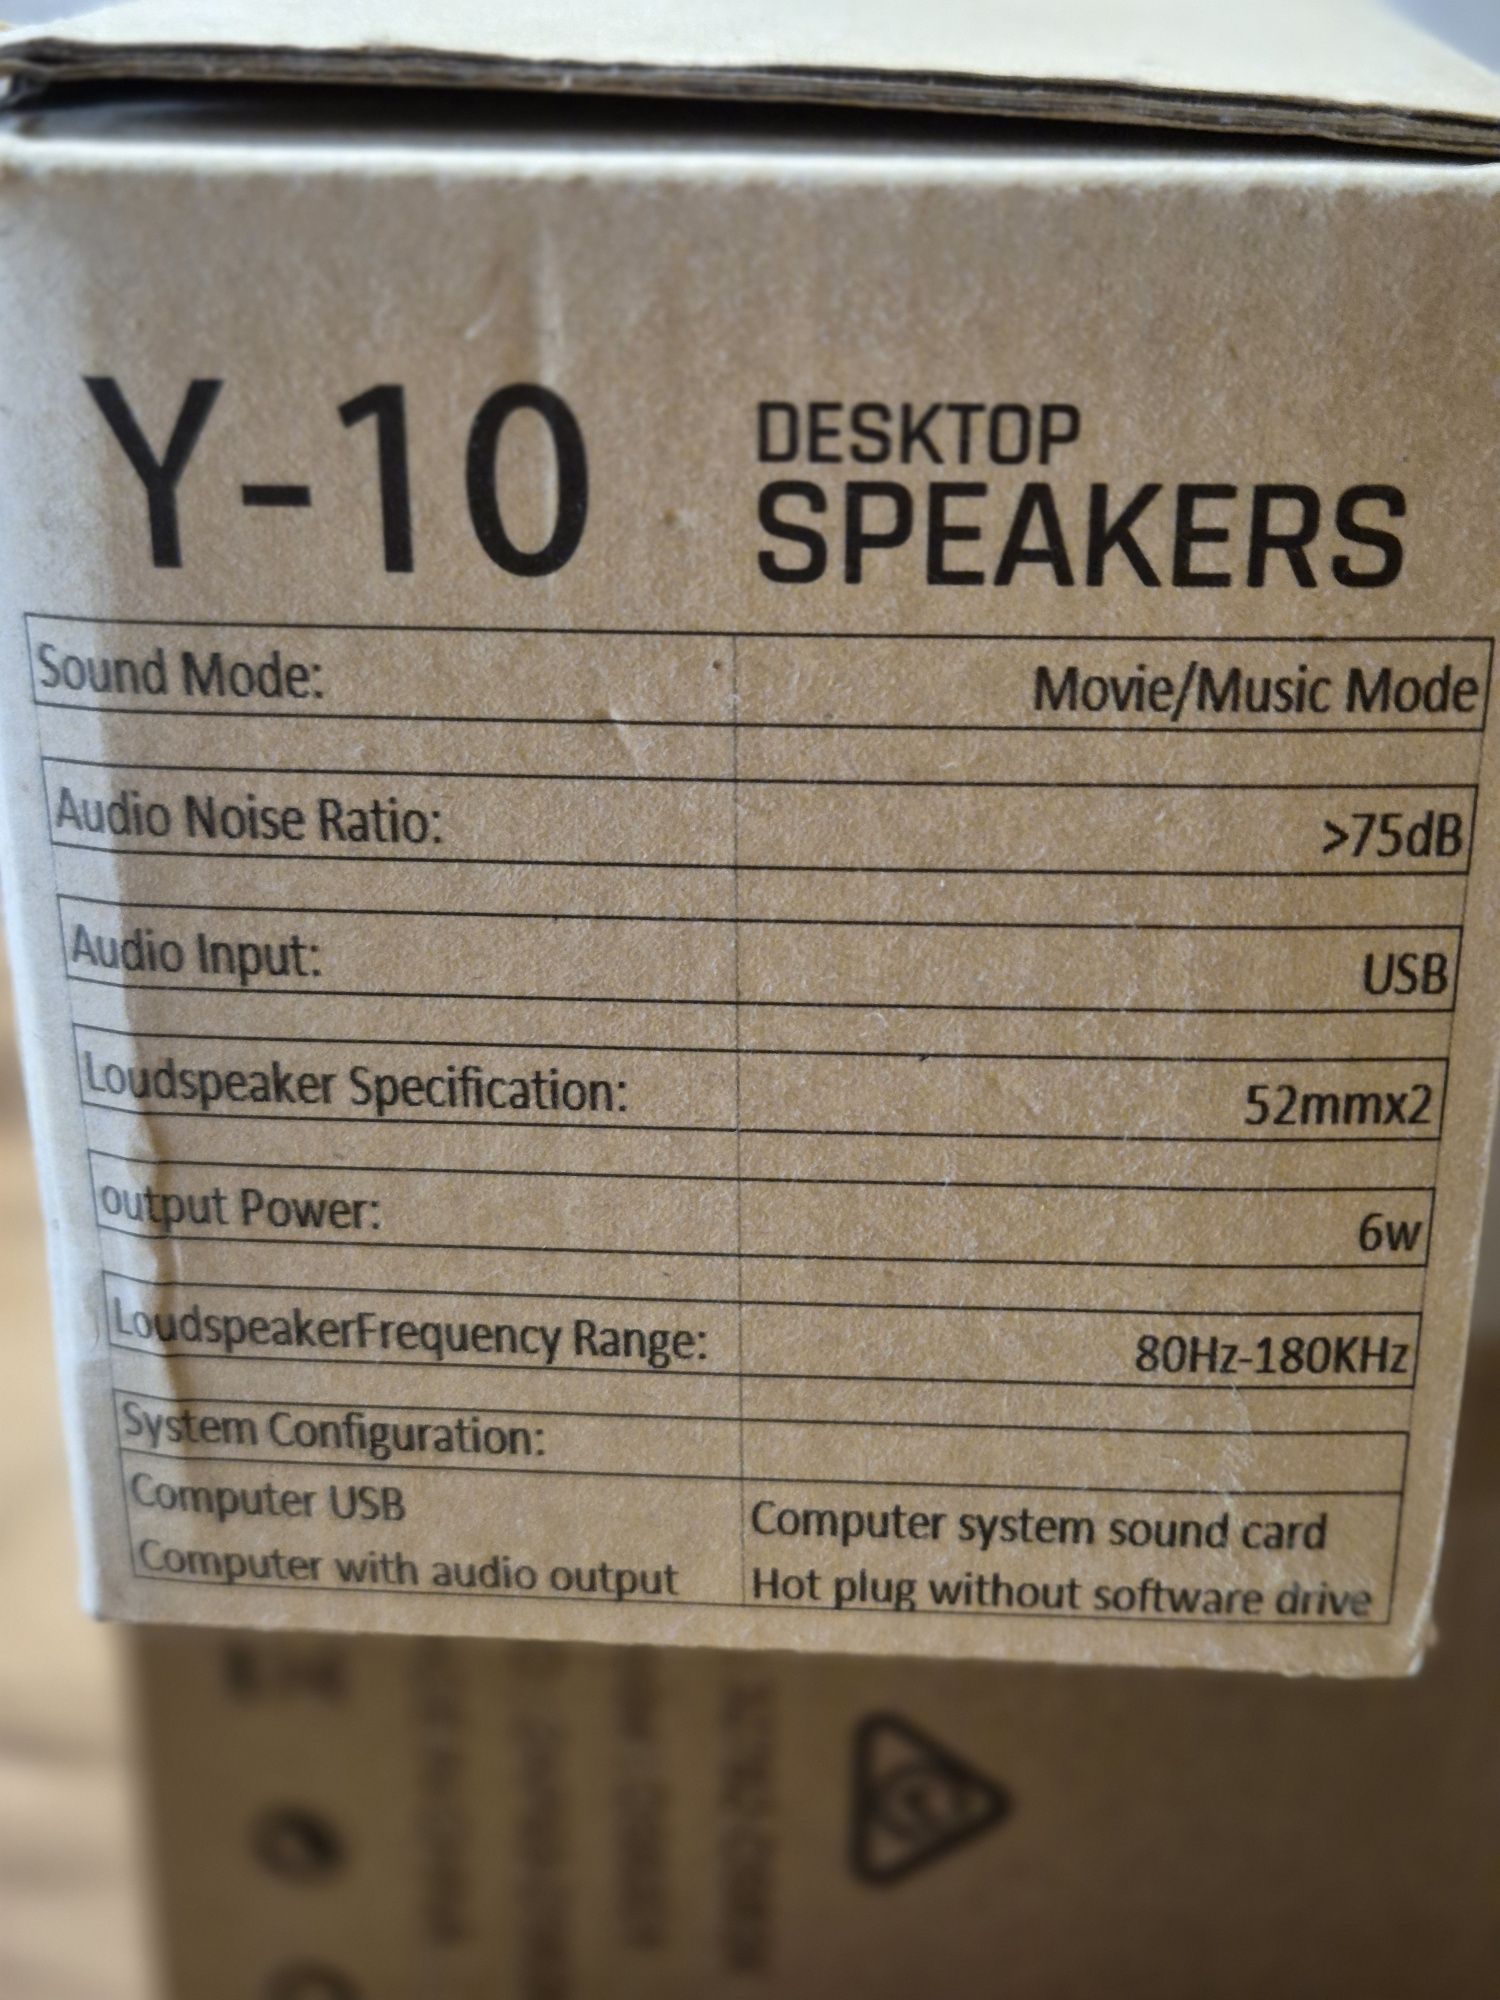 Y-10
DESKTOP
SPEAKERS
Sound Mode: Movie/Music Mode
Audio Noise Ratio: >75dB
Audio Input: USB
Loudspeaker Specification: 52mmx2
output Power: 6w
LoudspeakerFrequency Range: 80Hz-180KHz
System Configuration:
Computer USB Computer system sound card
Computer with audio output Hot plug without software drive